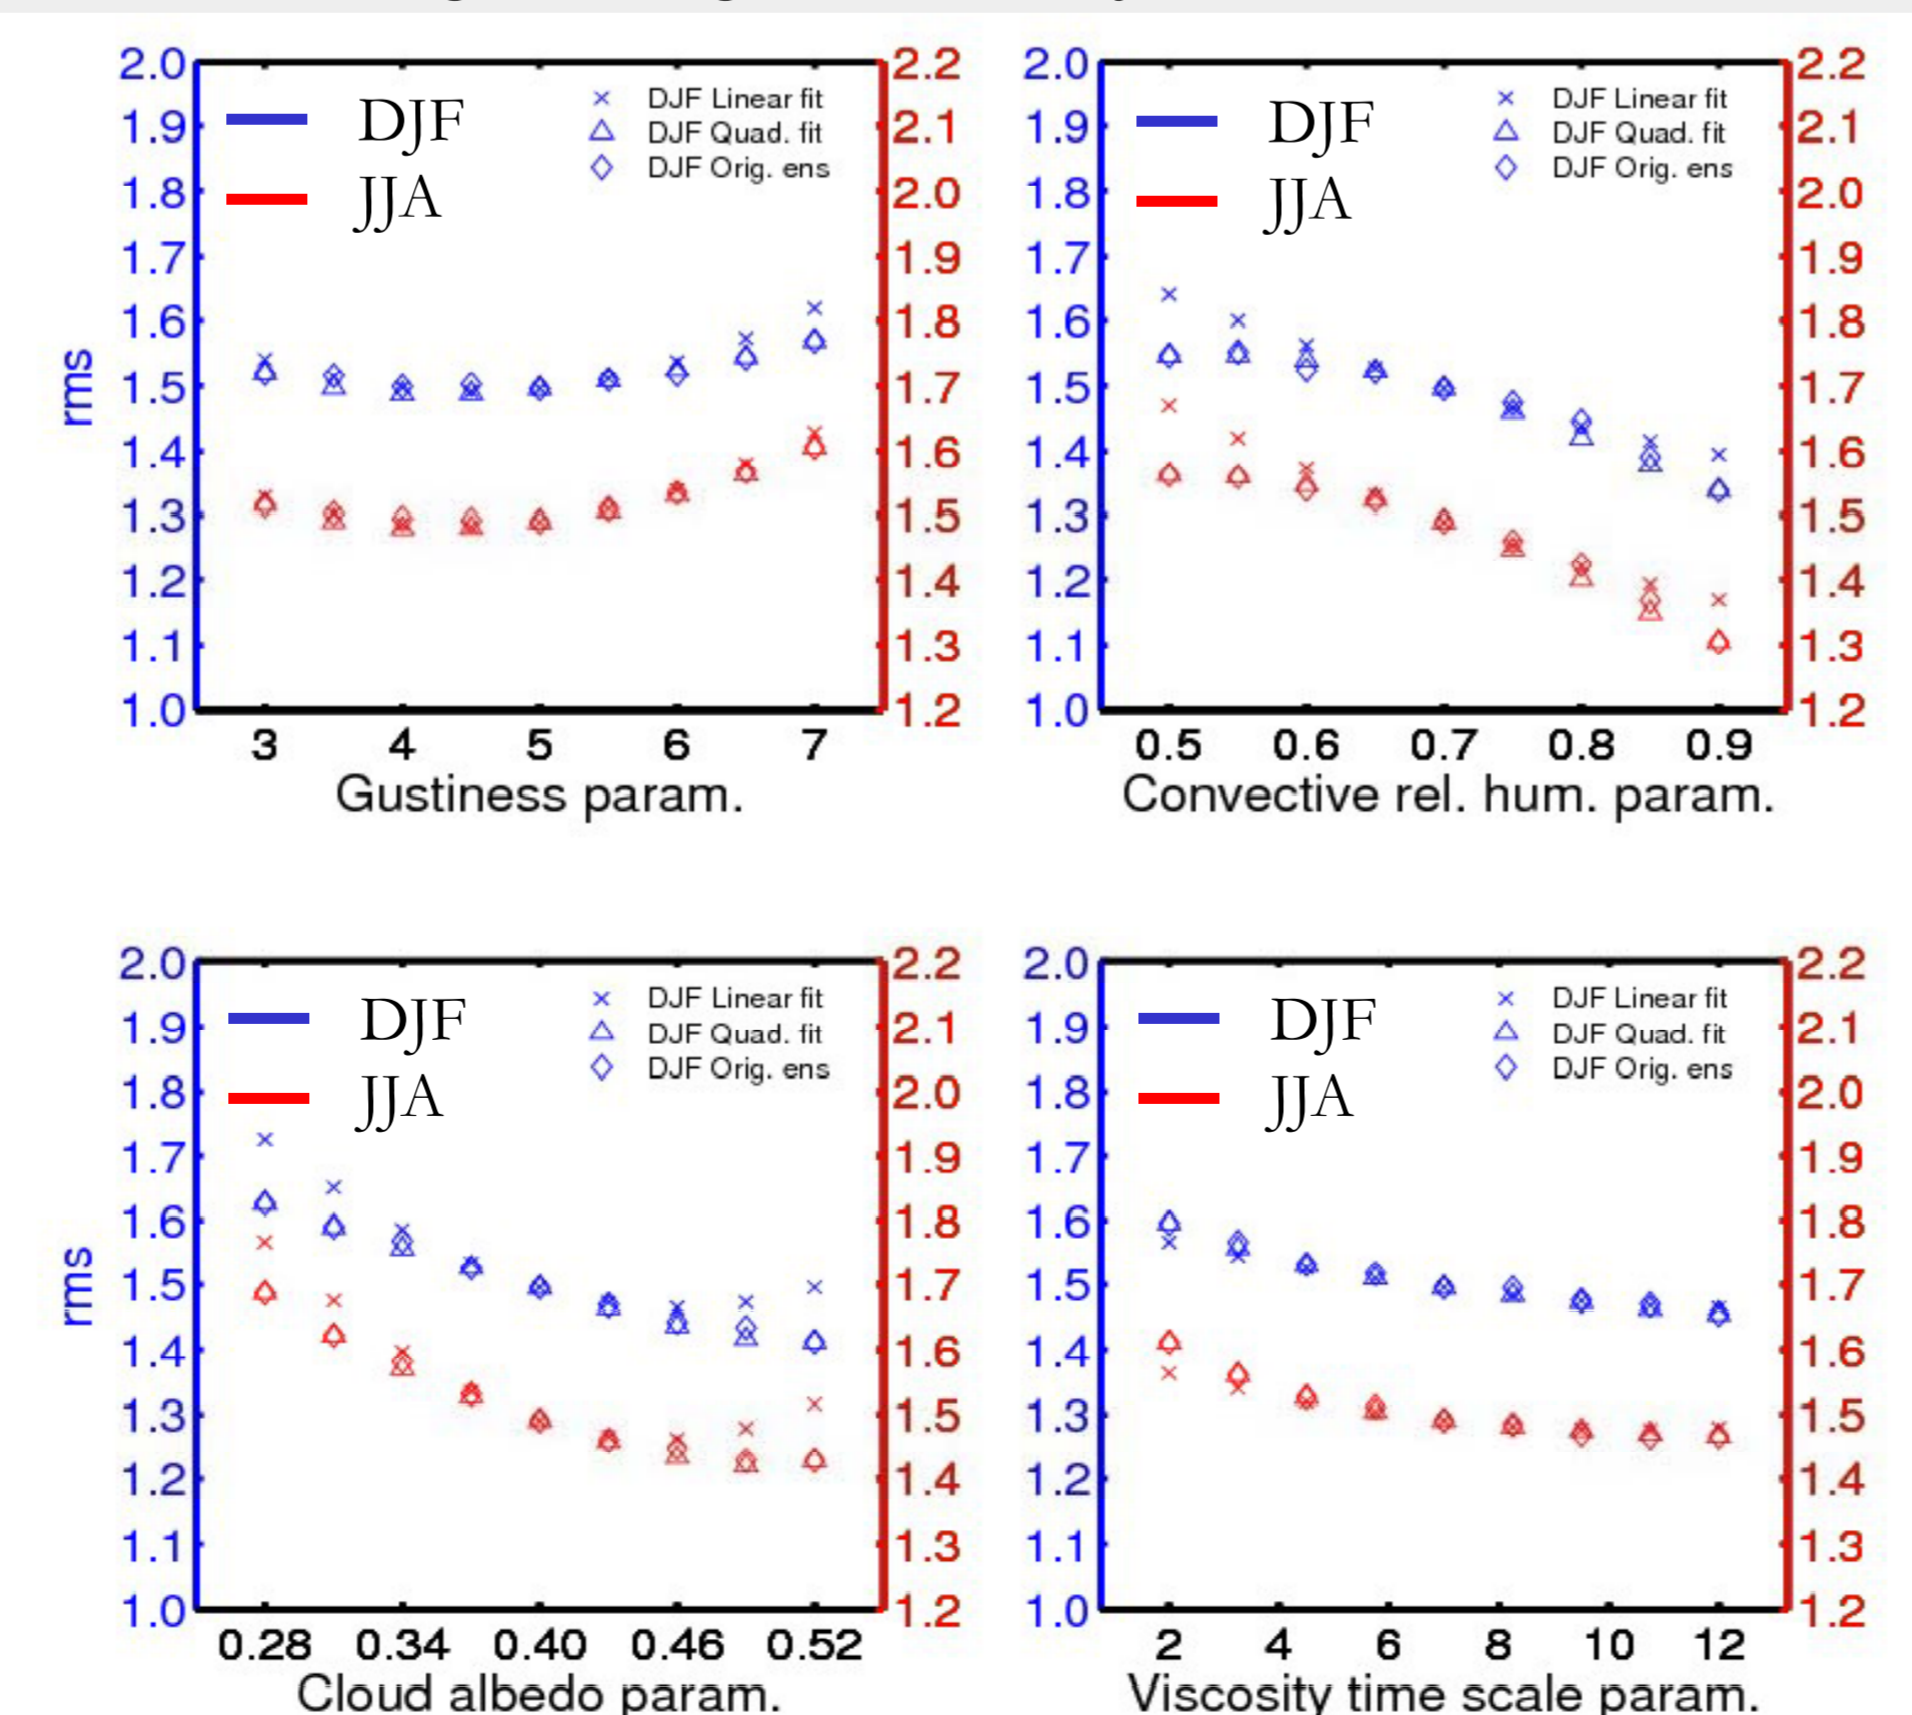 2.0
1.9
1.8
1.7
1.6
1.5
1.4
1.3
1.2
1.1
1.0
rms
DJF
JJA
DJF Linear fit
DJF Quad. fit
DJF Orig. ens
2.2
2.1
2.0
1.9
1.8
1.7
1.6
1.5
1.4
1.3
1.2
3 4 5 6 7
Gustiness param.
2.0
1.9
1.8
1.7
1.6
1.5
1.4
1.3
1.2
1.1
1.0
DJF
JJA
DJF Linear fit
DJF Quad. fit
DJF Orig. ens
2.2
2.1
2.0
1.9
1.8
1.7
1.6
1.5
1.4
1.3
1.2
0.5 0.6 0.7 0.8 0.9
Convective rel. hum. param.
2.0
1.9
1.8
1.7
1.6
1.5
1.4
1.3
1.2
1.1
1.0
rms
DJF
JJA
DJF Linear fit
DJF Quad. fit
DJF Orig. ens
2.2
2.1
2.0
1.9
1.8
1.7
1.6
1.5
1.4
1.3
1.2
0.28 0.34 0.40 0.46 0.52
Cloud albedo param.
2.0
1.9
1.8
1.7
1.6
1.5
1.4
1.3
1.2
1.1
1.0
DJF
JJA
DJF Linear fit
DJF Quad. fit
DJF Orig. ens
2.2
2.1
2.0
1.9
1.8
1.7
1.6
1.5
1.4
1.3
1.2
2 4 6 8 10 12
Viscosity time scale param.